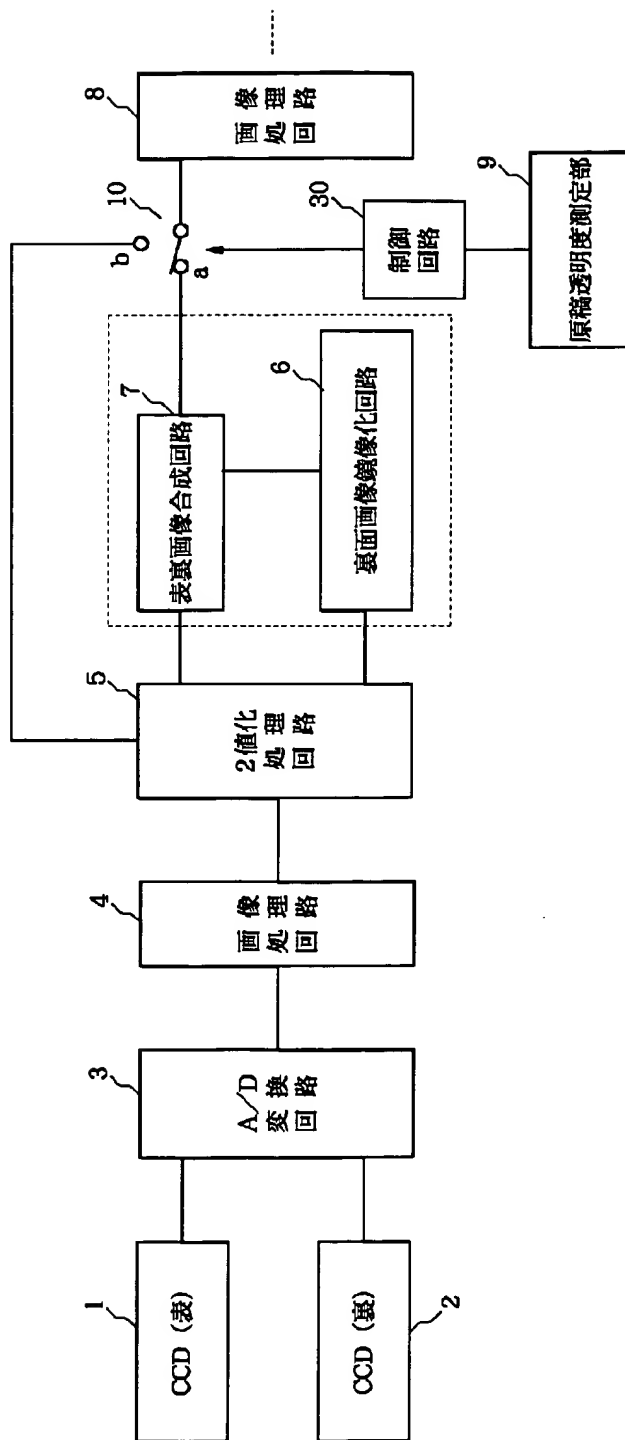 1
CCD（表）
CCD（裏）
2
3
A／D
変換
回路
4
画像
処理
回路
5
2値化
処理
回路
7
表裏画像合成回路
6
裏面画像鏡像化回路
b
10
a
30
制御
回路
8
画像
処理
回路
9
原稿透明度測定部